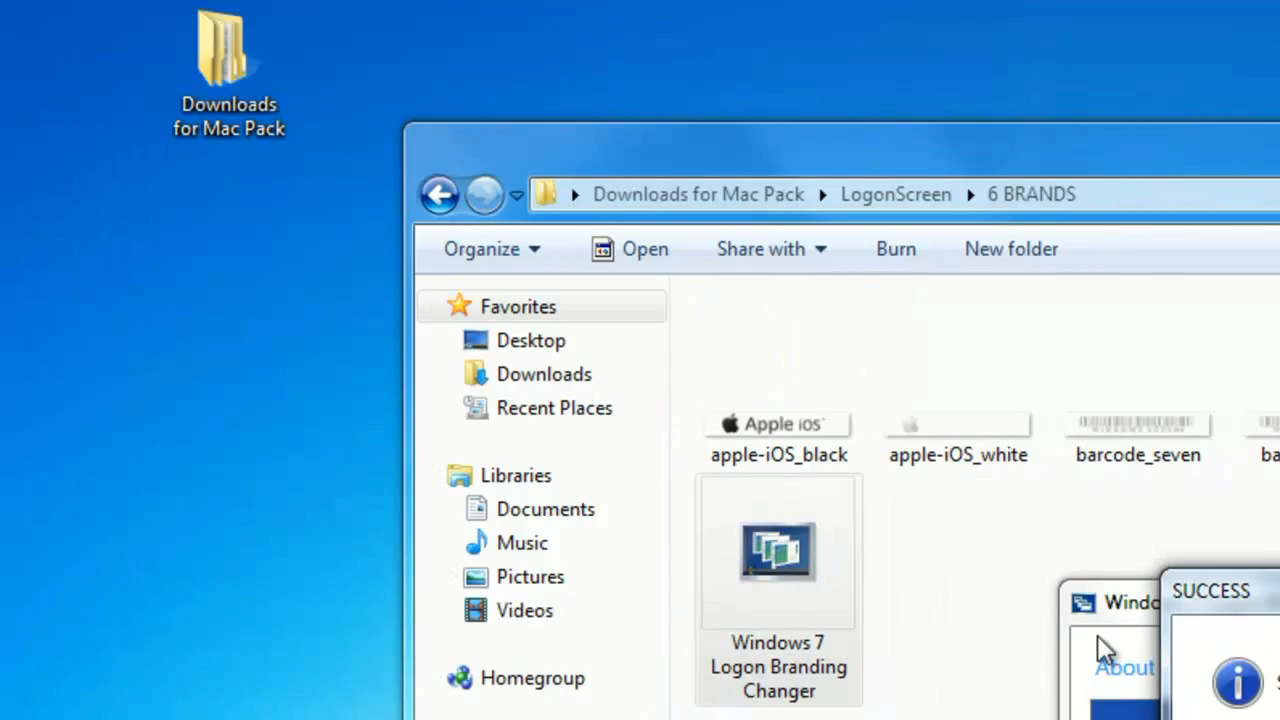 Downloads
for Mac Pack
Downloads for Mac Pack LogonScreen 6 BRANDS
Organize Open Share with Burn New folder
Favorites
Desktop
Downloads
Recent Places
Apple iOS
apple-iOS_black apple-iOS_white barcode_seven ba
Libraries
Documents
Music
Pictures
Videos
Homegroup
Windows 7
Logon Branding
Changer
Windo
About
SUCCESS